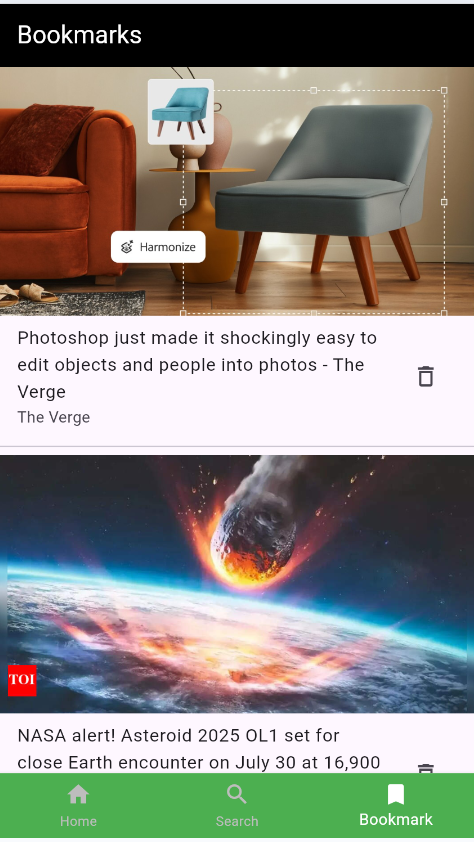 Bookmarks
Harmonize
Photoshop just made it shockingly easy to
edit objects and people into photos - The
Verge
The Verge
TOI
NASA alert! Asteroid 2025 OL1 set for
close Earth encounter on July 30 at 16,900
Home
Search
Bookmark